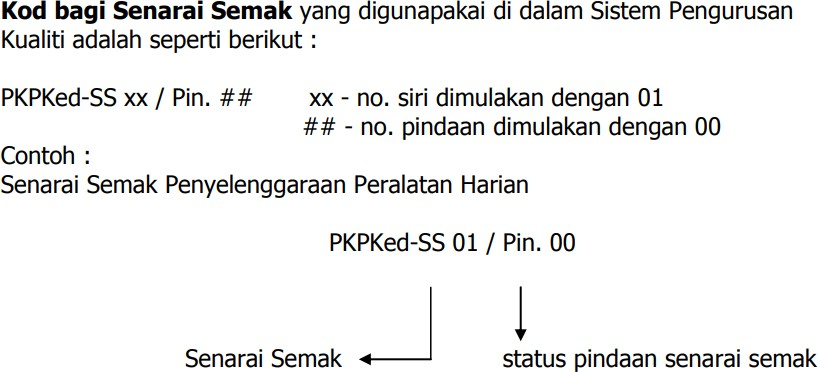 Kod bagi Senarai Semak yang digunapakai di dalam Sistem Pengurusan
Kualiti adalah seperti berikut :
PKPKed-SS xx / Pin. ## xx - no. siri dimulakan dengan 01
## - no. pindaan dimulakan dengan 00
Contoh :
Senarai Semak Penyelenggaraan Peralatan Harian
PKPKed-SS 01 / Pin. 00
Senarai Semak status pindaan senarai semak